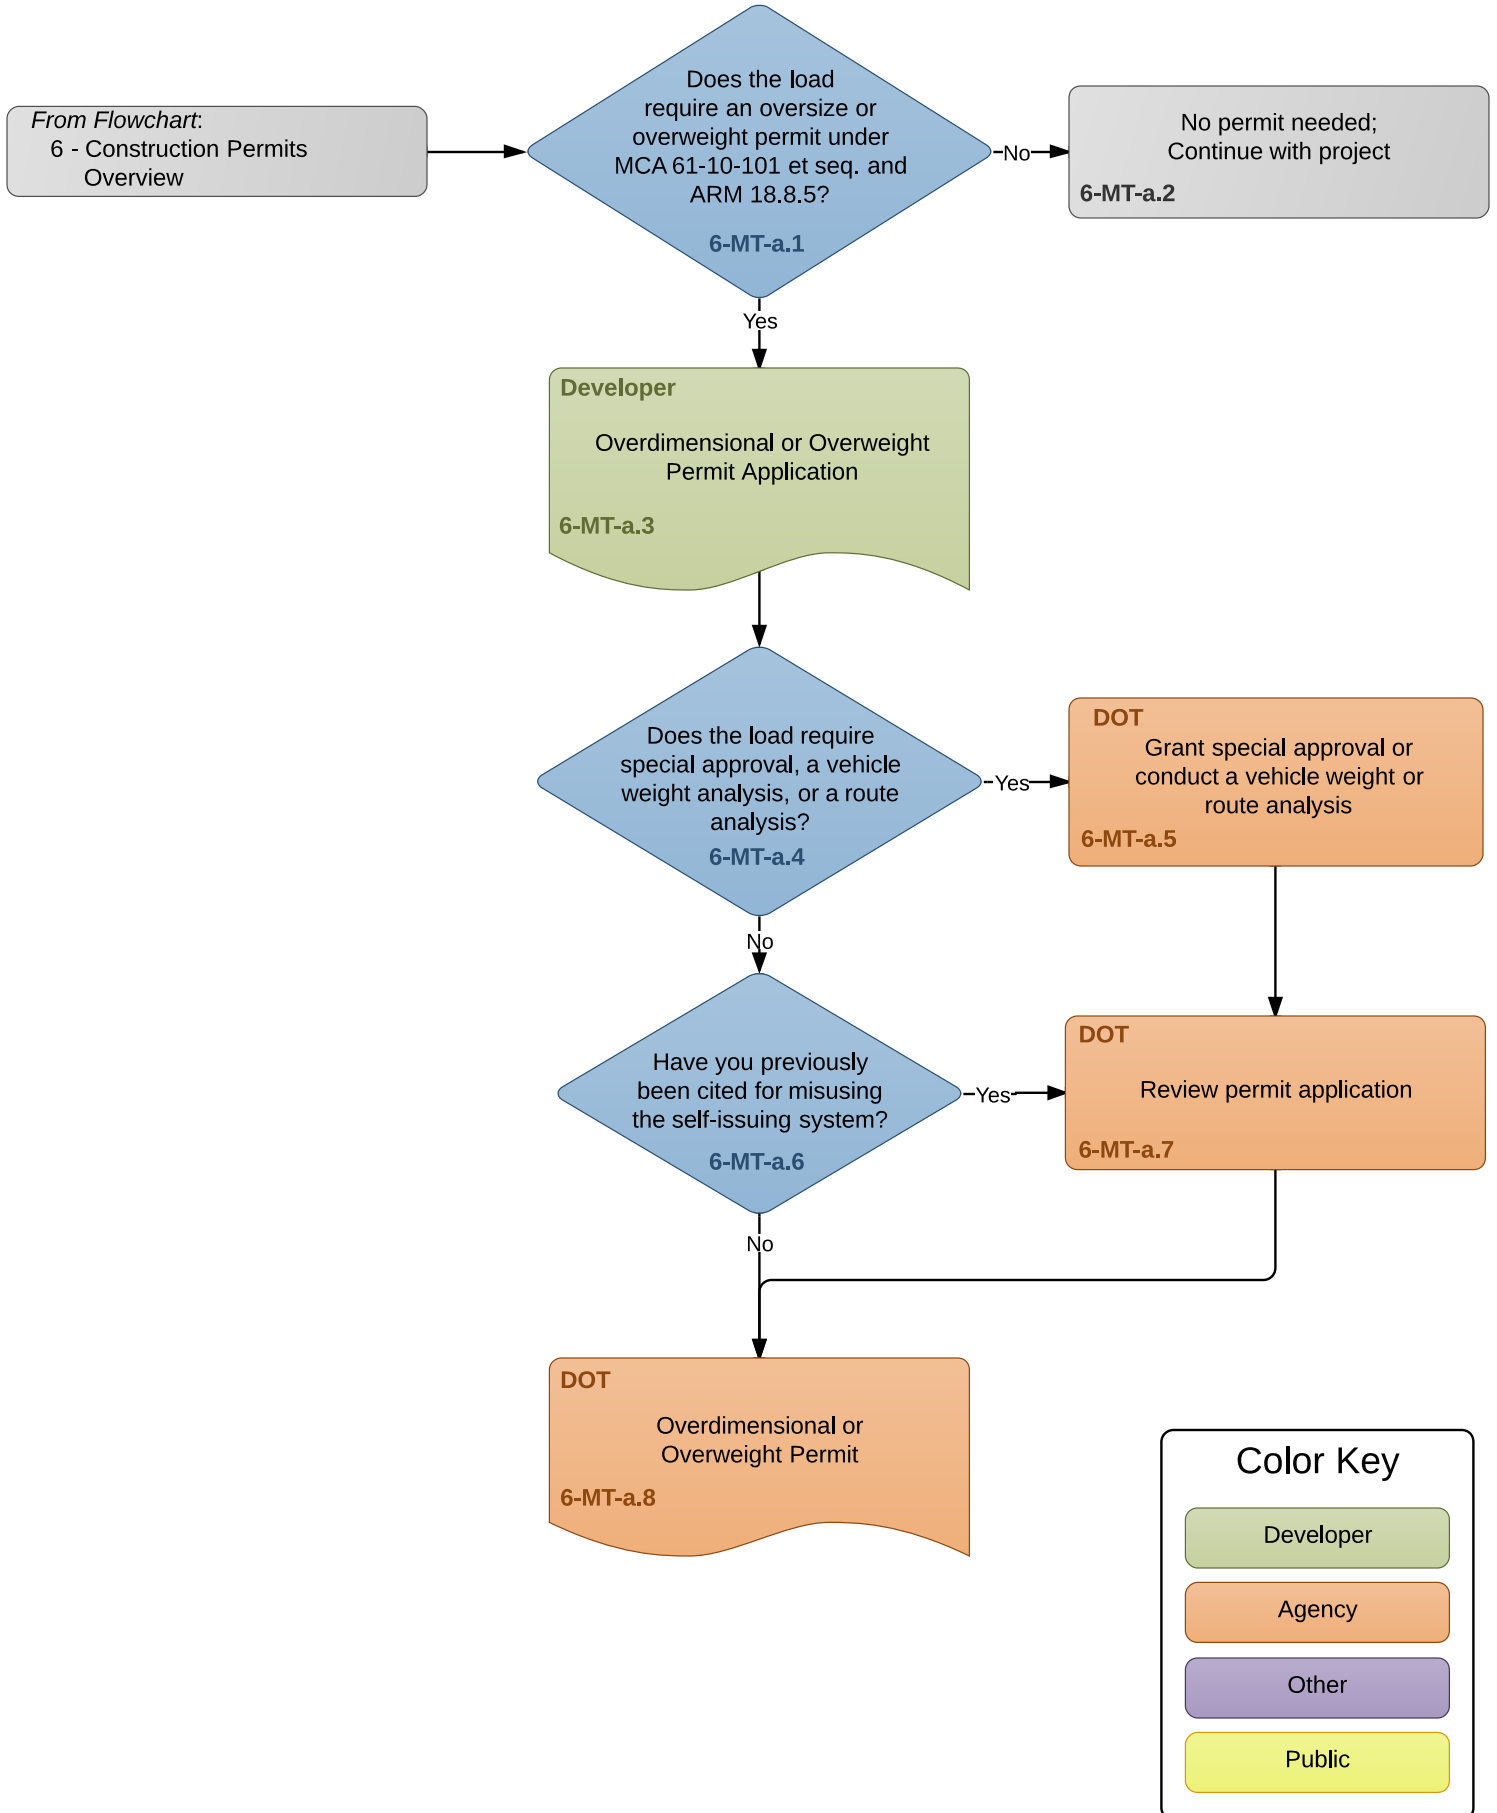 From Flowchart:
6 - Construction Permits
Overview
Does the load
require an oversize or
overweight permit under
MCA 61-10-101 et seq. and
ARM 18.8.5?
6-MT-a.1
No
No permit needed;
Continue with project
6-MT-a.2
Yes
Developer
Overdimensional or Overweight
Permit Application
6-MT-a.3
Does the load require
special approval, a vehicle
weight analysis, or a route
analysis?
6-MT-a.4
Yes
DOT
Grant special approval or
conduct a vehicle weight or
route analysis
6-MT-a.5
No
Have you previously
been cited for misusing
the self-issuing system?
6-MT-a.6
Yes
DOT
Review permit application
6-MT-a.7
No
DOT
Overdimensional or
Overweight Permit
6-MT-a.8
Color Key
Developer
Agency
Other
Public